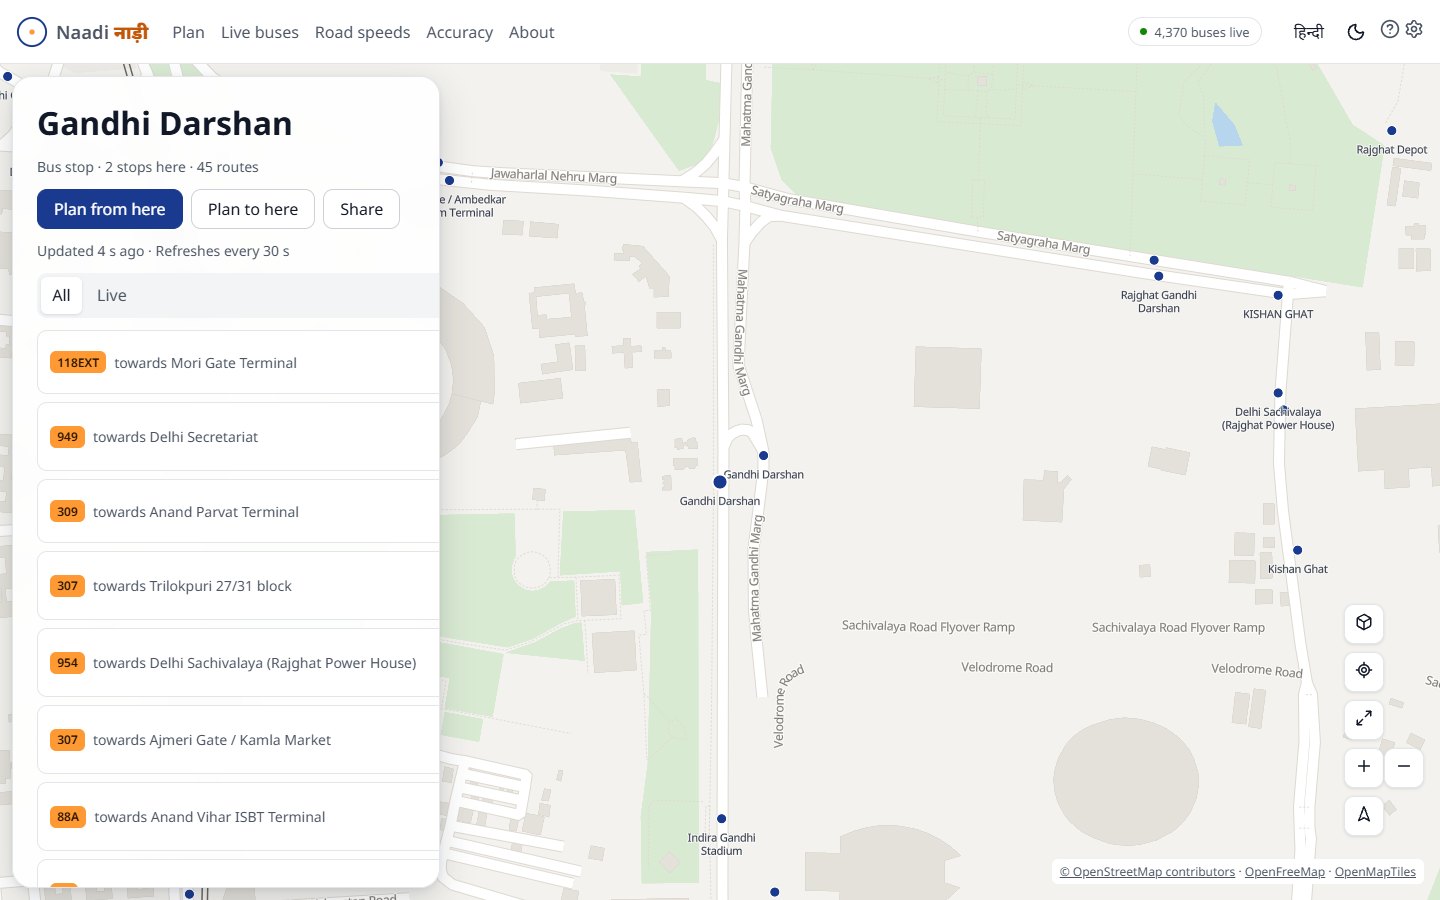 Naadi नाड़ी
Plan
Live buses
Road speeds
Accuracy
About
4,370 buses live
हिन्दी
Gandhi Darshan
Bus stop · 2 stops here · 45 routes
Plan from here
Plan to here
Share
Updated 4 s ago · Refreshes every 30 s
All
Live
118EXT towards Mori Gate Terminal
949 towards Delhi Secretariat
309 towards Anand Parvat Terminal
307 towards Trilokpuri 27/31 block
954 towards Delhi Sachivalaya (Rajghat Power House)
307 towards Ajmeri Gate / Kamla Market
88A towards Anand Vihar ISBT Terminal
Jawaharlal Nehru Marg
e / Ambedkar
m Terminal
Mahatma Gand
Satyagraha Marg
Satyagraha Marg
Rajghat Depot
Rajghat Gandhi
Darshan
KISHAN GHAT
Mahatma Gandhi Marg
Delhi Sachivalaya
(Rajghat Power House)
Gandhi Darshan
Gandhi Darshan
Mahatma Gandhi Marg
Kishan Ghat
Sachivalaya Road Flyover Ramp
Sachivalaya Road Flyover Ramp
Velodrome Road
Velodrome Road
Velodrome Road
Sa
Indira Gandhi
Stadium
© OpenStreetMap contributors · OpenFreeMap · OpenMapTiles